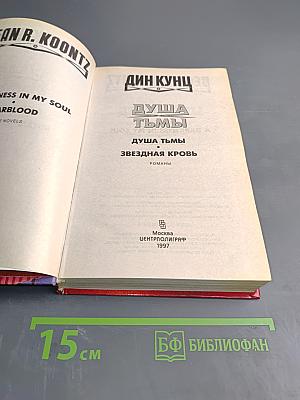 AN R. KOONTZ
NESS IN MY SOUL
ARBLOOD
NOVELS
ДИН КУНЦ
ДУША
ТЬМЫ
ДУША ТЬМЫ
•
ЗВЕЗДНАЯ КРОВЬ
РОМАНЫ
Москва
ЦЕНТРПОЛИГРАФ
1997
15 см
БФ БИБЛИОФАН